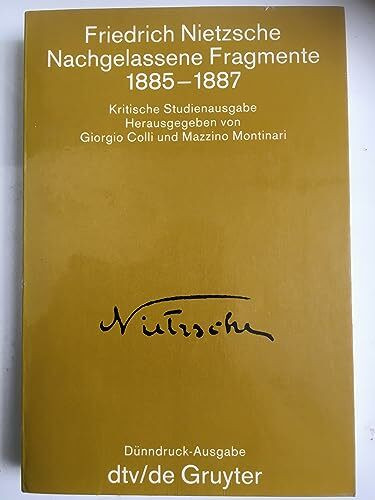 Friedrich Nietzsche
Nachgelassene Fragmente
1885–1887
Kritische Studienausgabe
Herausgegeben von
Giorgio Colli und Mazzino Montinari
Nietzsche
Dünndruck-Ausgabe
dtv/de Gruyter